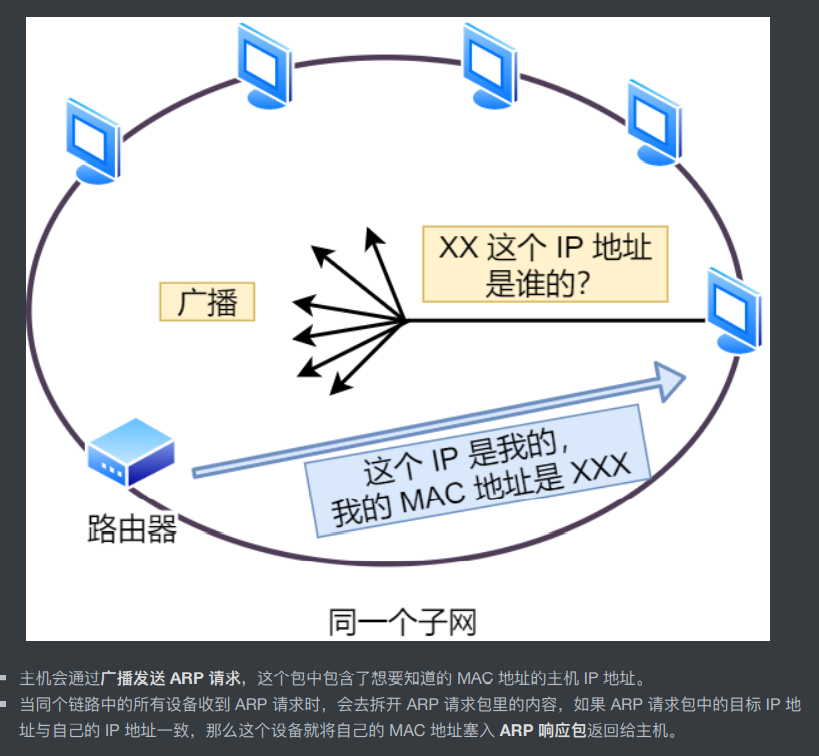 XX 这个 IP 地址
是谁的？
广播
这个 IP 是我的，
我的 MAC 地址是 XXX
路由器
同一个子网
主机会通过广播发送 ARP 请求，这个包中包含了想要知道的 MAC 地址的主机 IP 地址。
当同个链路中的所有设备收到 ARP 请求时，会去拆开 ARP 请求包里的内容，如果 ARP 请求包中的目标 IP 地
址与自己的 IP 地址一致，那么这个设备就将自己的 MAC 地址塞入 ARP 响应包返回给主机。